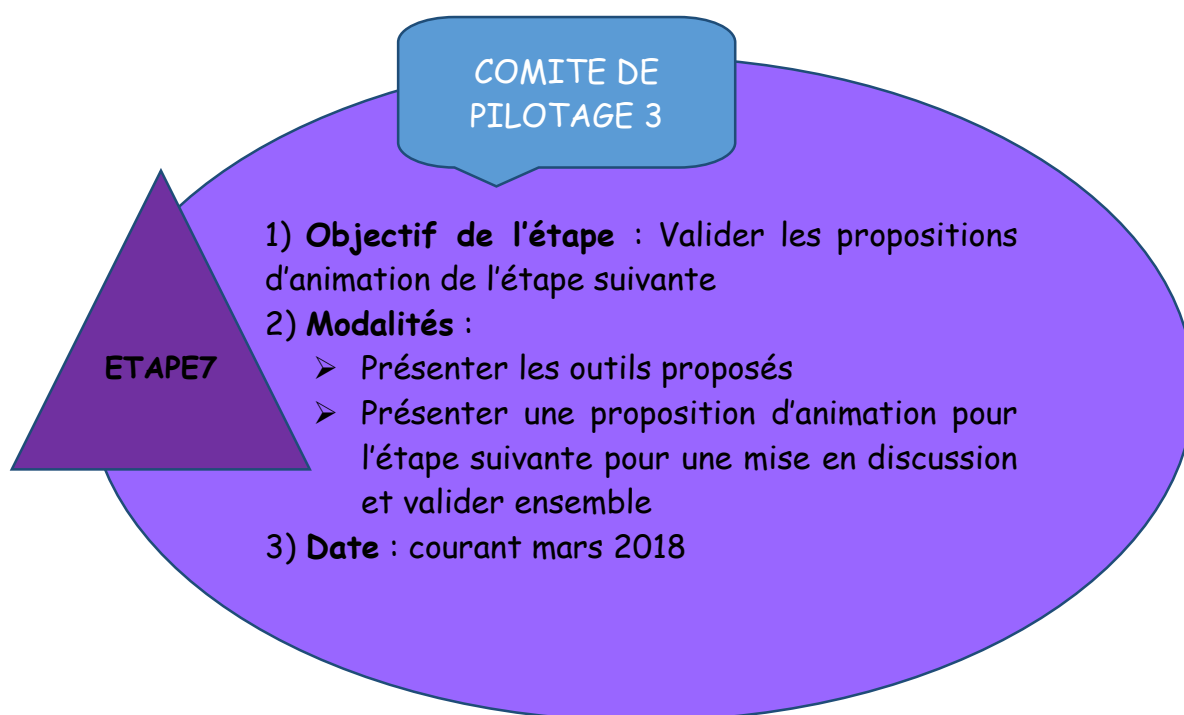 COMITE DE
PILOTAGE 3
1) Objectif de l’étape : Valider les propositions
d’animation de l’étape suivante
2) Modalités :
ETAPE7
➢ Présenter les outils proposés
➢ Présenter une proposition d’animation pour
l’étape suivante pour une mise en discussion
et valider ensemble
3) Date : courant mars 2018